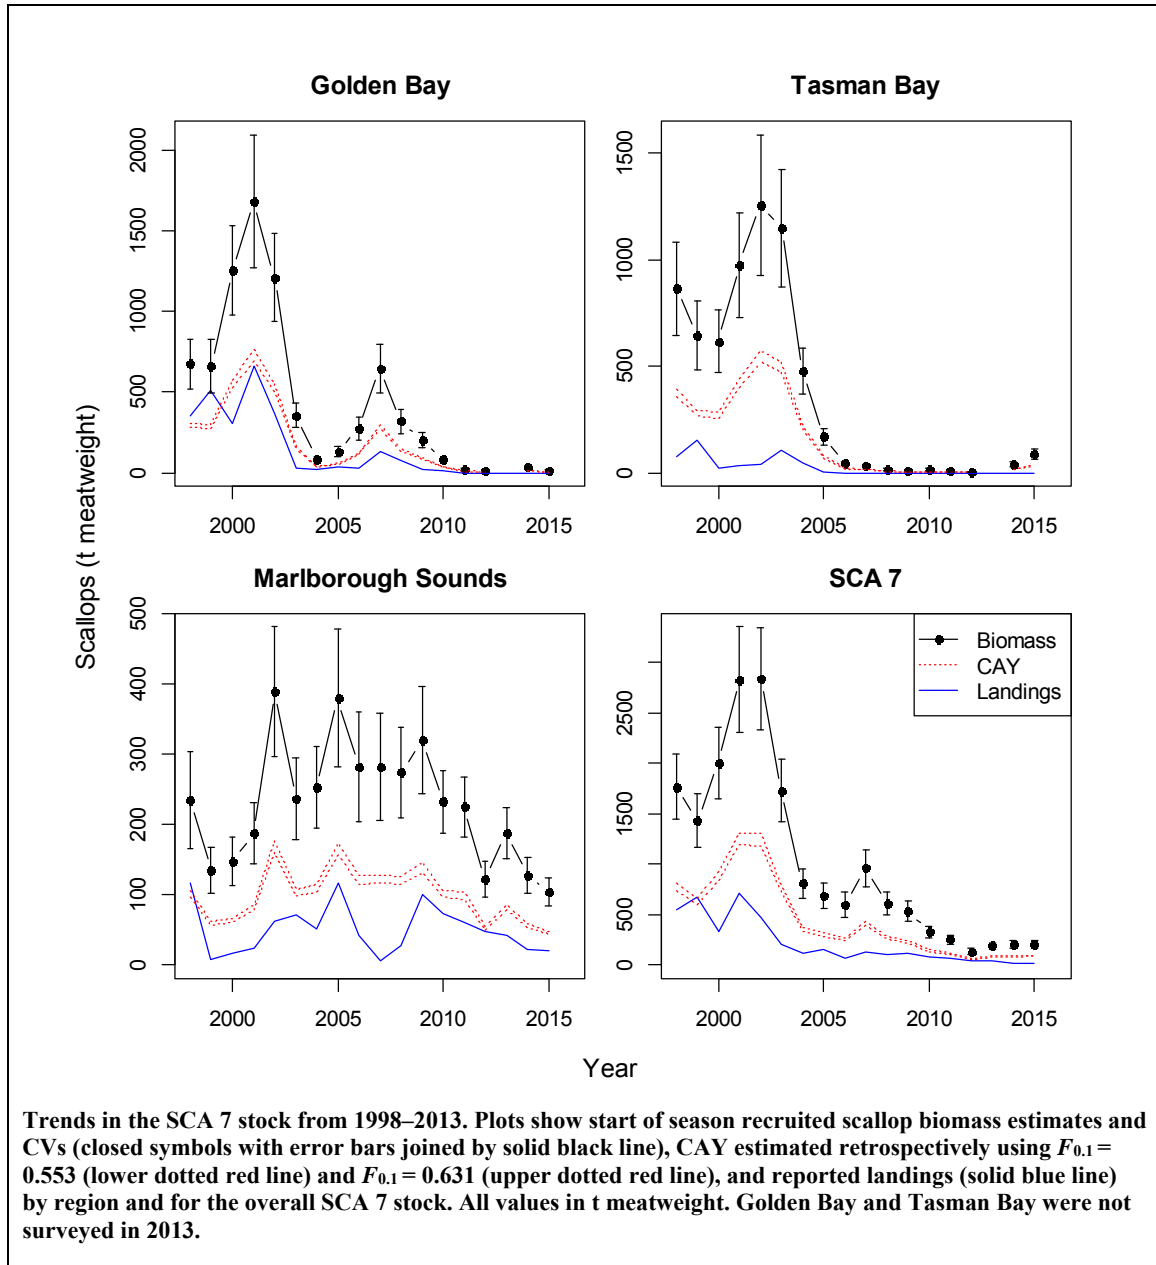 Golden Bay
Tasman Bay
2000
1500
1000
500
0
1500
1000
500
0
2000 2005 2010 2015
2000 2005 2010 2015
Scallops (t meatweight)
Marlborough Sounds
SCA 7
500
400
300
200
100
0
2500
1500
500
0
Biomass
CAY
Landings
2000 2005 2010 2015
2000 2005 2010 2015
Year
Trends in the SCA 7 stock from 1998–2013. Plots show start of season recruited scallop biomass estimates and
CVs (closed symbols with error bars joined by solid black line), CAY estimated retrospectively using F0.1 =
0.553 (lower dotted red line) and F0.1 = 0.631 (upper dotted red line), and reported landings (solid blue line)
by region and for the overall SCA 7 stock. All values in t meatweight. Golden Bay and Tasman Bay were not
surveyed in 2013.